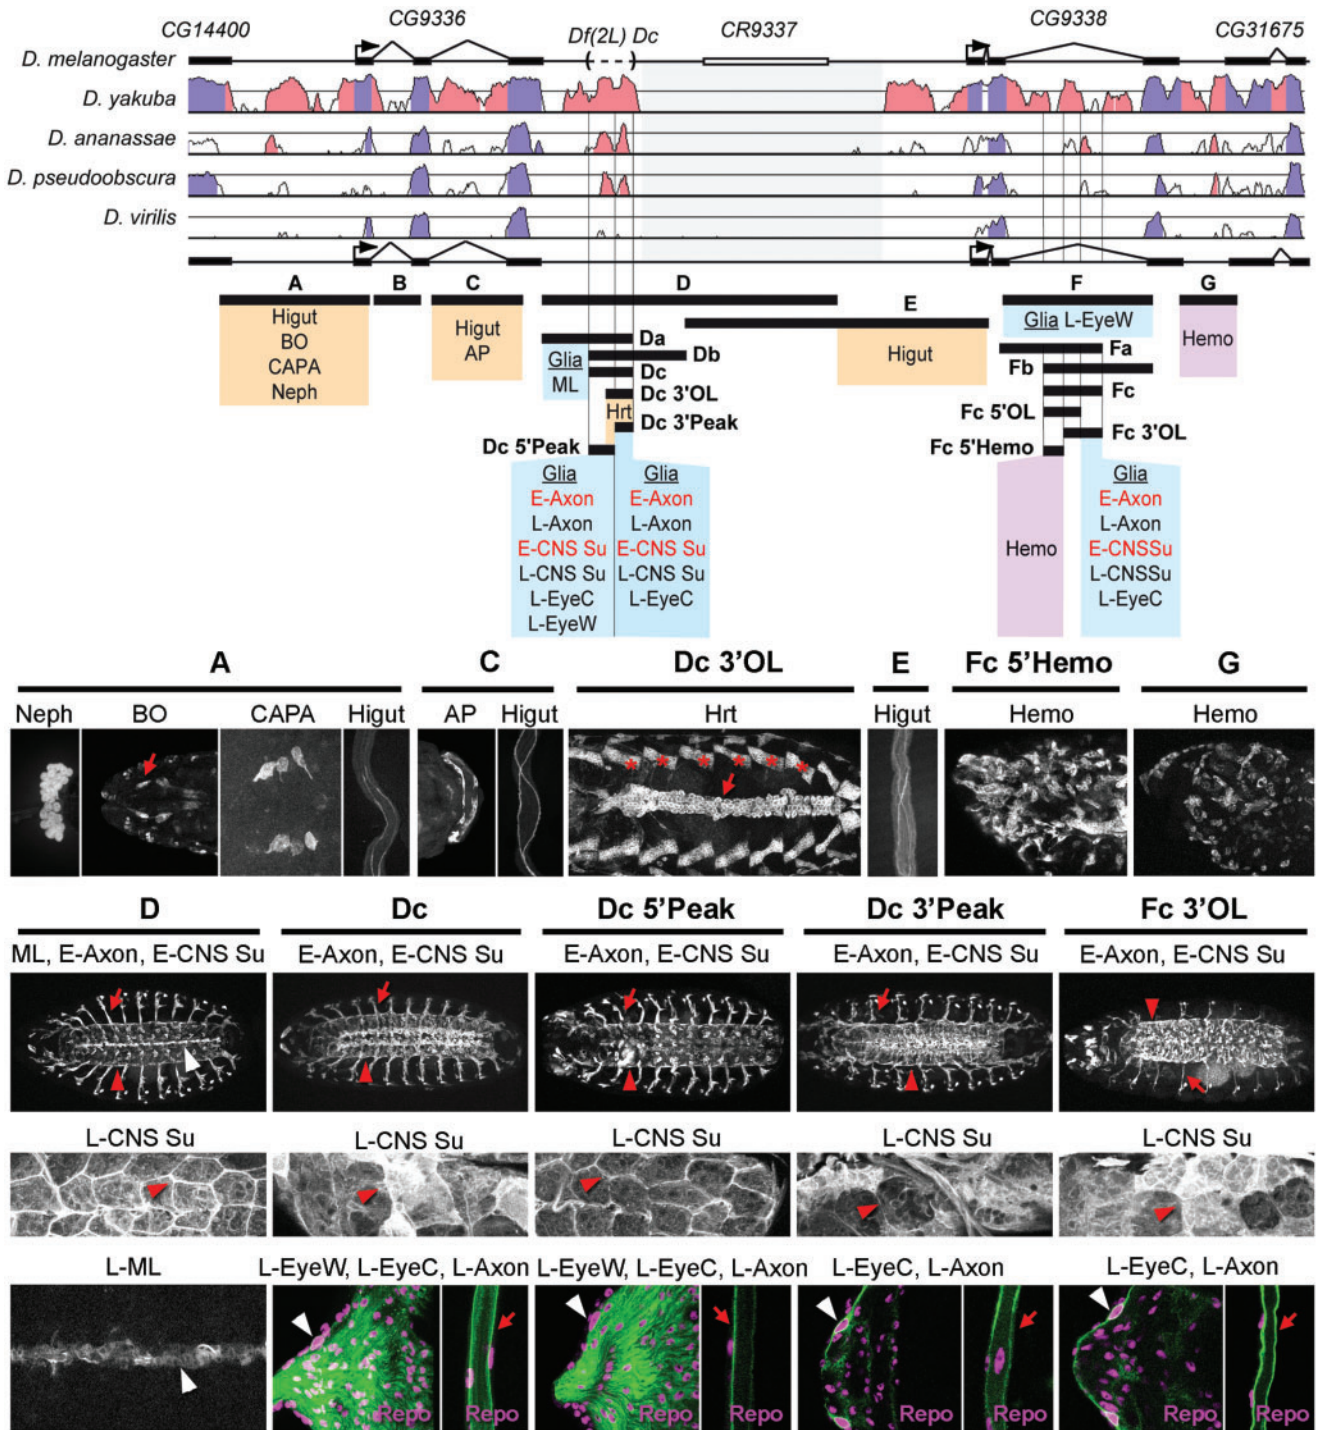 CG14400 CG9336 Df(2L) Dc CR9337 CG9338 CG31675
D. melanogaster
D. yakuba
D. ananassae
D. pseudoobscura
D. virilis
A B C D E F G
Higut
BO
CAPA
Neph
Higut
AP
Glia
ML
Da
Db
Dc
Dc 3'OL
Hrt
Dc 3'Peak
Dc 5'Peak
Higut
Glia L-EyeW
Hemo
Fa
Fb
Fc
Fc 5'OL
Fc 3'OL
Fc 5'Hemo
Glia
E-Axon
L-Axon
E-CNS Su
L-CNS Su
L-EyeC
L-EyeW
Glia
E-Axon
L-Axon
E-CNS Su
L-CNS Su
L-EyeC
Hemo
Glia
E-Axon
L-Axon
E-CNSSu
L-CNSSu
L-EyeC
A C Dc 3'OL E Fc 5'Hemo G
Neph BO CAPA Higut AP Higut Hrt Higut Hemo Hemo
* * * * * *
D Dc Dc 5'Peak Dc 3'Peak Fc 3'OL
ML, E-Axon, E-CNS Su E-Axon, E-CNS Su E-Axon, E-CNS Su E-Axon, E-CNS Su E-Axon, E-CNS Su
L-CNS Su L-CNS Su L-CNS Su L-CNS Su L-CNS Su
L-ML L-EyeW, L-EyeC, L-Axon L-EyeW, L-EyeC, L-Axon L-EyeC, L-Axon L-EyeC, L-Axon
Repo Repo Repo Repo Repo Repo Repo Repo